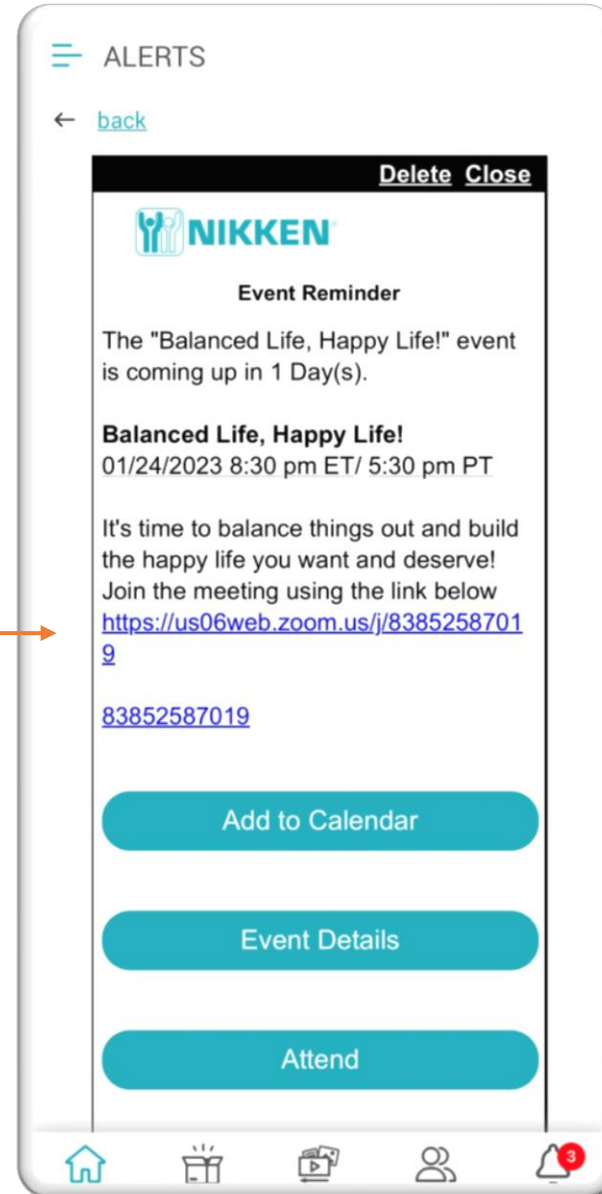 ALERTS
← back
Delete Close
NIKKEN
Event Reminder
The "Balanced Life, Happy Life!" event
is coming up in 1 Day(s).
Balanced Life, Happy Life!
01/24/2023 8:30 pm ET/ 5:30 pm PT
It's time to balance things out and build
the happy life you want and deserve!
Join the meeting using the link below
https://us06web.zoom.us/j/8385258701
9
83852587019
Add to Calendar
Event Details
Attend
3